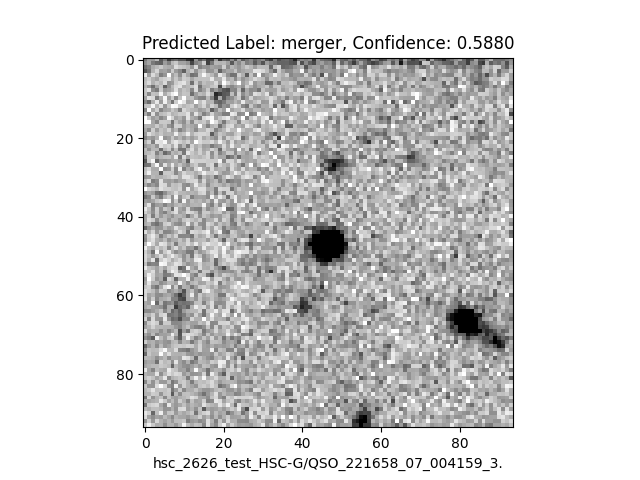 Predicted Label: merger, Confidence: 0.5880
0
20
40
60
80
0 20 40 60 80
hsc_2626_test_HSC-G/QSO_221658_07_004159_3.